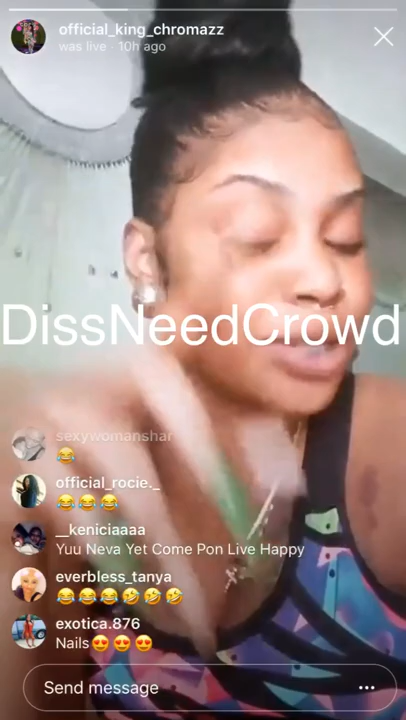 official_king_chromazz
was live · 10h ago
DissNeedCrowd
sexywomanshar
😂
official_rocie._
😂😂😂
__keniciaaaa
Yuu Neva Yet Come Pon Live Happy
everbless_tanya
😂😂😂🤣🤣🤣
exotica.876
Nails😍😍😍
Send message